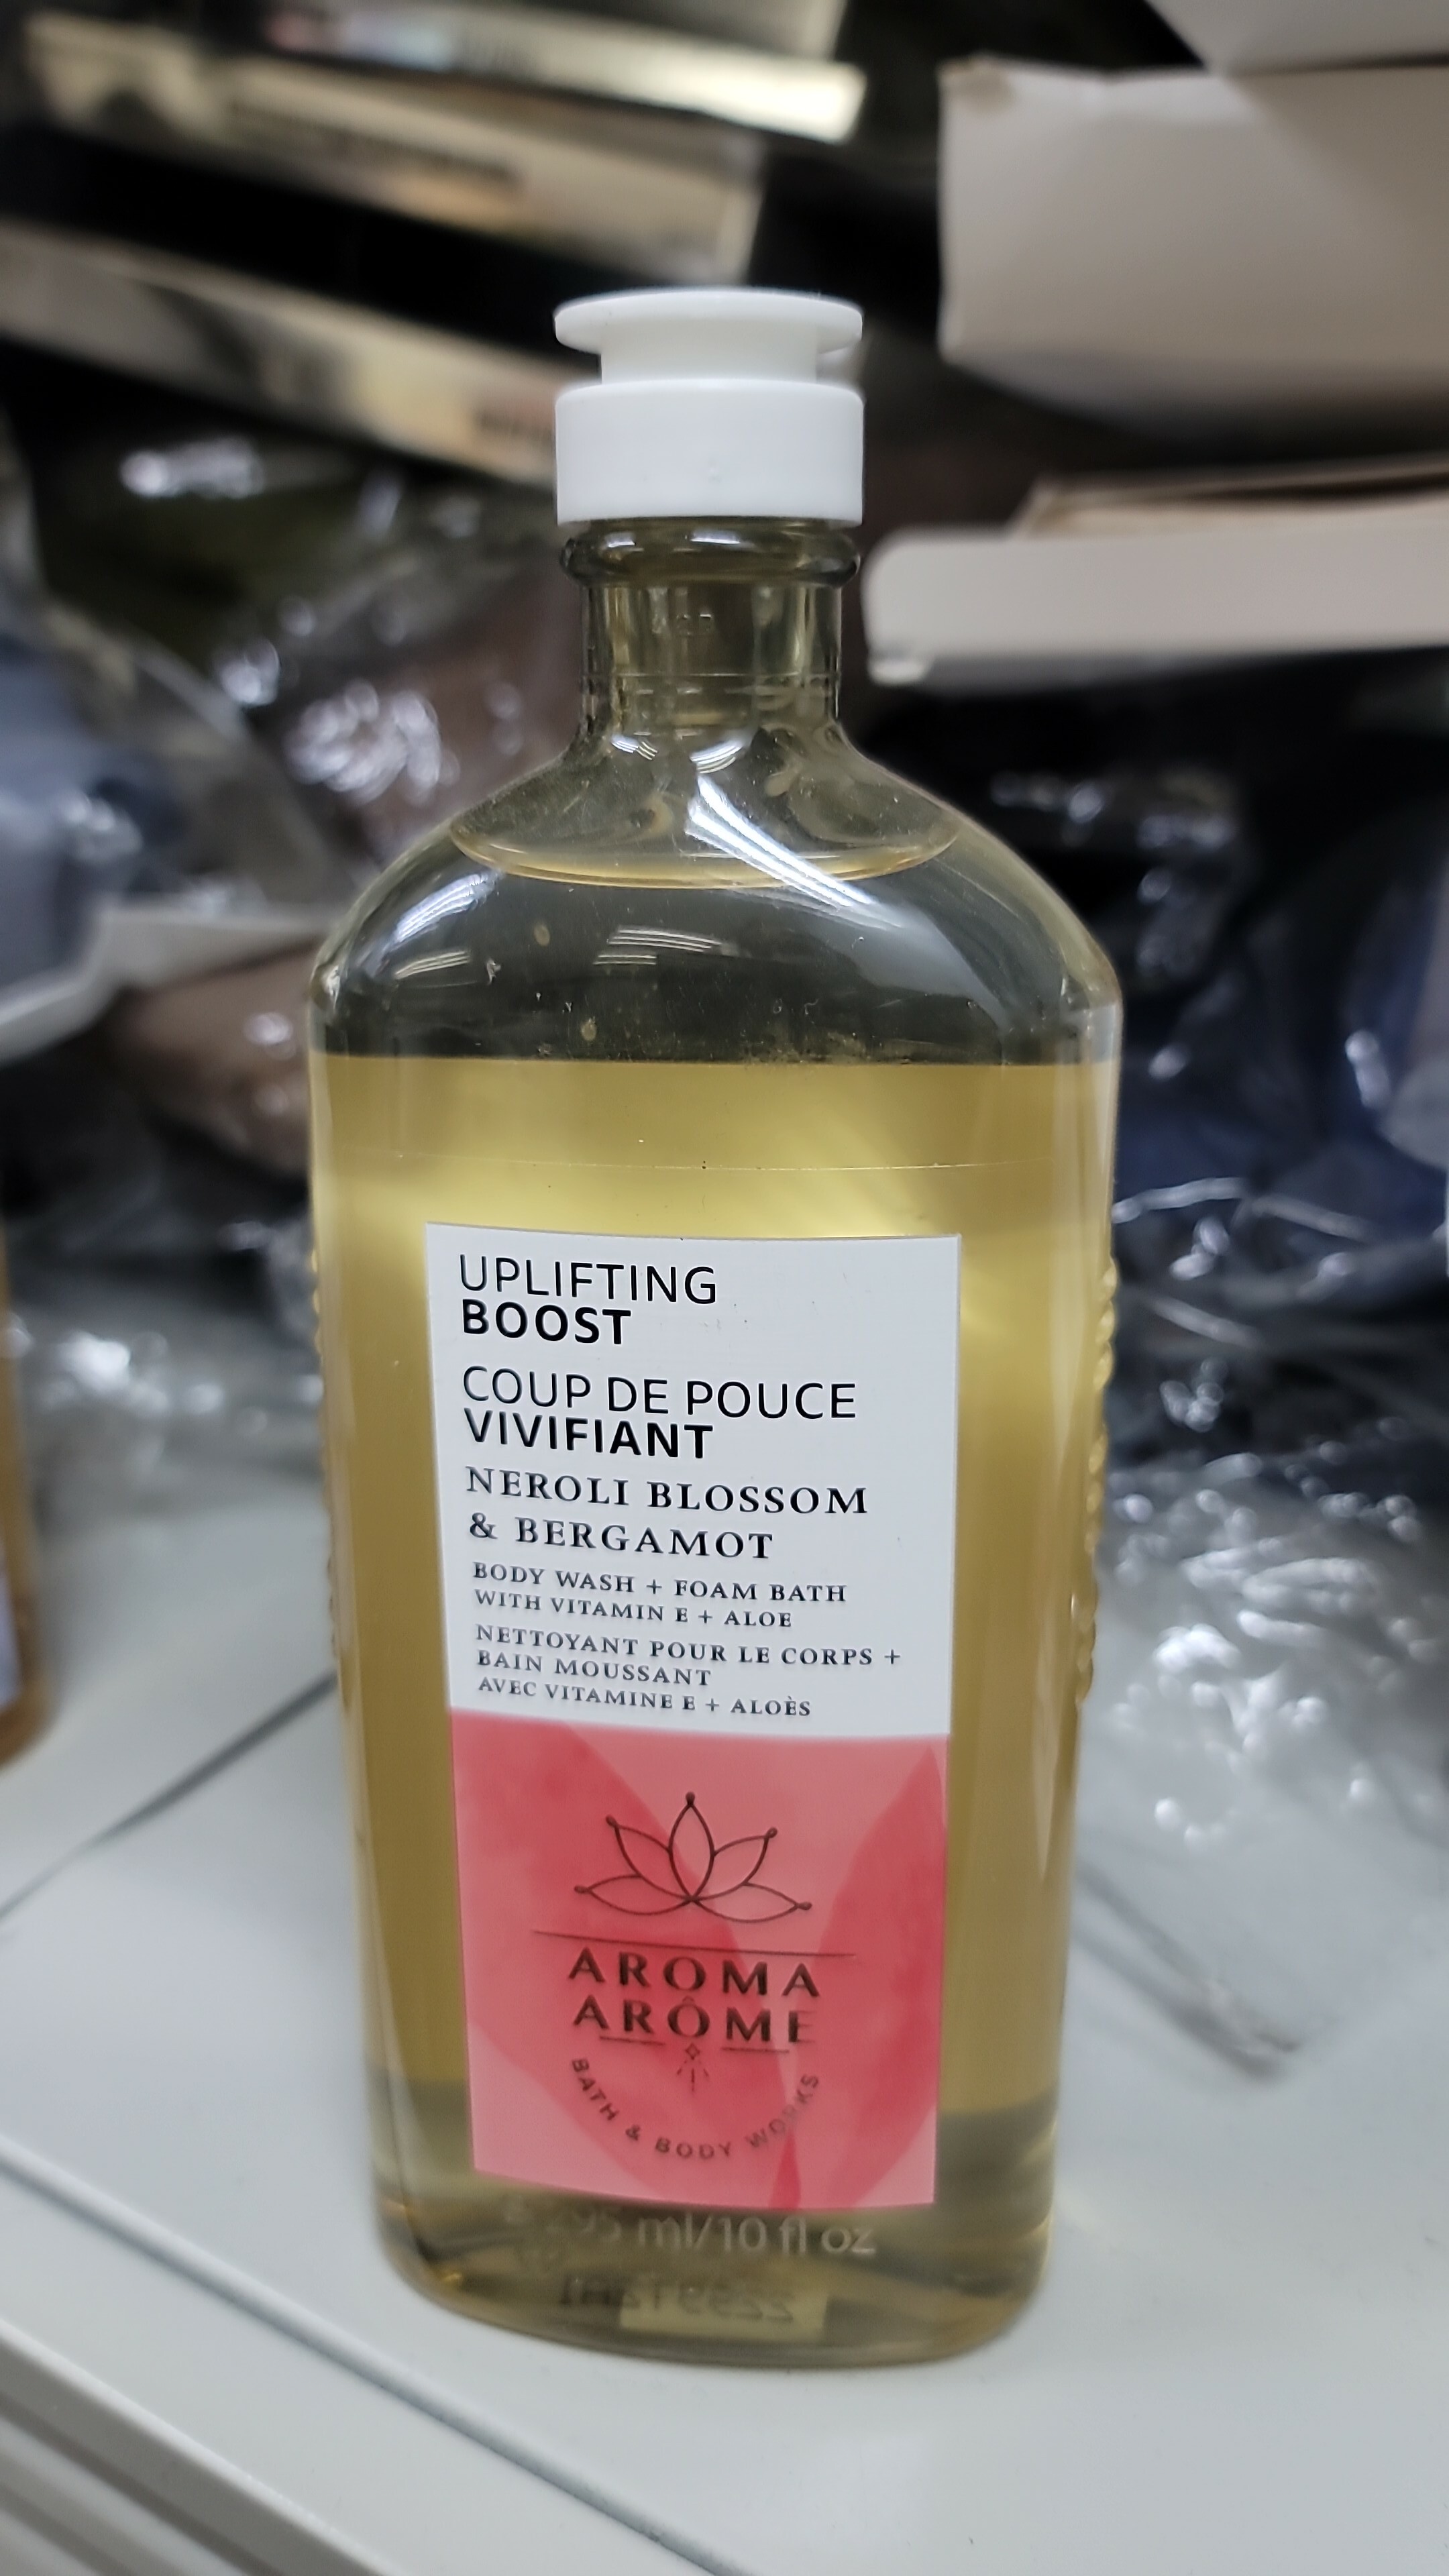 UPLIFTING
BOOST
COUP DE POUCE
VIVIFIANT
NEROLI BLOSSOM
& BERGAMOT
BODY WASH + FOAM BATH
WITH VITAMIN E + ALOE
NETTOYANT POUR LE CORPS +
BAIN MOUSSANT
AVEC VITAMINE E + ALOÈS
AROMA
ARÔME
BATH & BODY WORKS
295 ml/10 fl oz